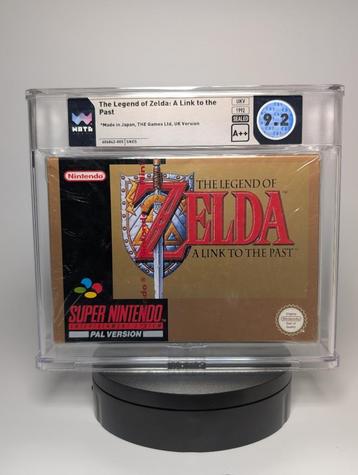 WATA
The Legend of Zelda: A Link to the
Past
*Made in Japan, THE Games Ltd, UK Version
UKV
1992
SEALED
A++
9.2
Nintendo
THE LEGEND OF
ZELDA
A LINK TO THE PAST
SUPER NINTENDO
ENTERTAINMENT SYSTEM
PAL VERSION
Nintendo